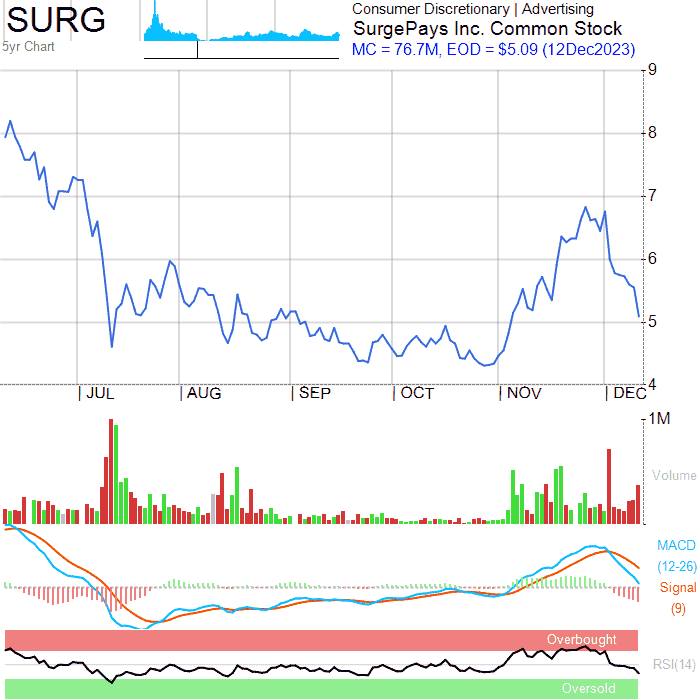 SURG
5yr Chart
Consumer Discretionary | Advertising
SurgePays Inc. Common Stock
MC = 76.7M, EOD = $5.09 (12Dec2023)
9
8
7
6
5
4
JUL AUG SEP OCT NOV DEC
1M
Volume
MACD
(12-26)
Signal
(9)
Overbought
RSI(14)
Oversold